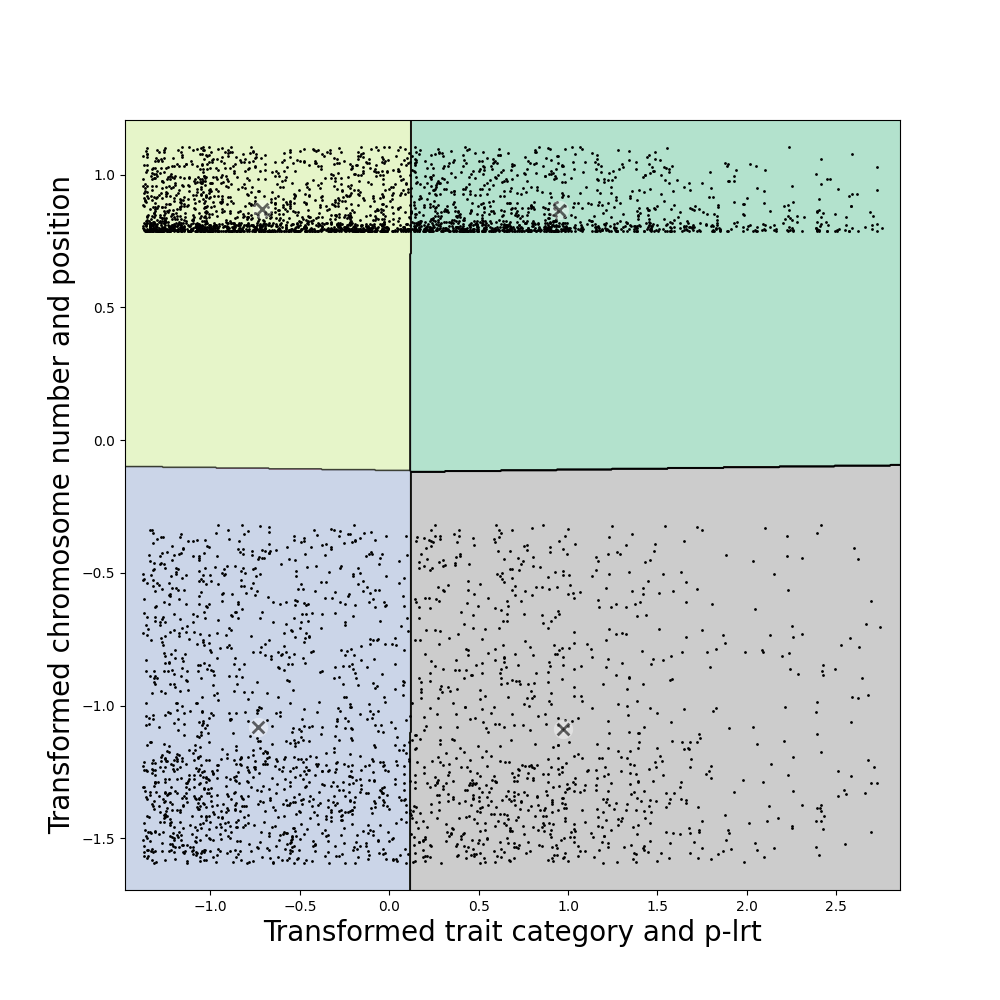 Transformed chromosome number and position
1.0
0.5
0.0
−0.5
−1.0
−1.5
−1.0 −0.5 0.0 0.5 1.0 1.5 2.0 2.5
Transformed trait category and p-lrt